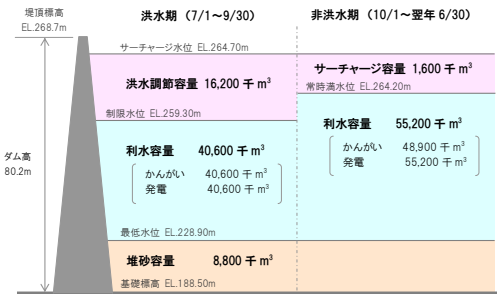 堤頂標高
EL.268.7m
洪水期（7/1～9/30）
非洪水期（10/1～翌年 6/30）
サーチャージ水位 EL.264.70m
洪水調節容量 16,200 千 m³
サーチャージ容量 1,600 千 m³
常時満水位 EL.264.20m
制限水位 EL.259.30m
利水容量 40,600 千 m³
かんがい 40,600 千 m³
発電 40,600 千 m³
利水容量 55,200 千 m³
かんがい 48,900 千 m³
発電 55,200 千 m³
ダム高
80.2m
最低水位 EL.228.90m
堆砂容量 8,800 千 m³
基礎標高 EL.188.50m